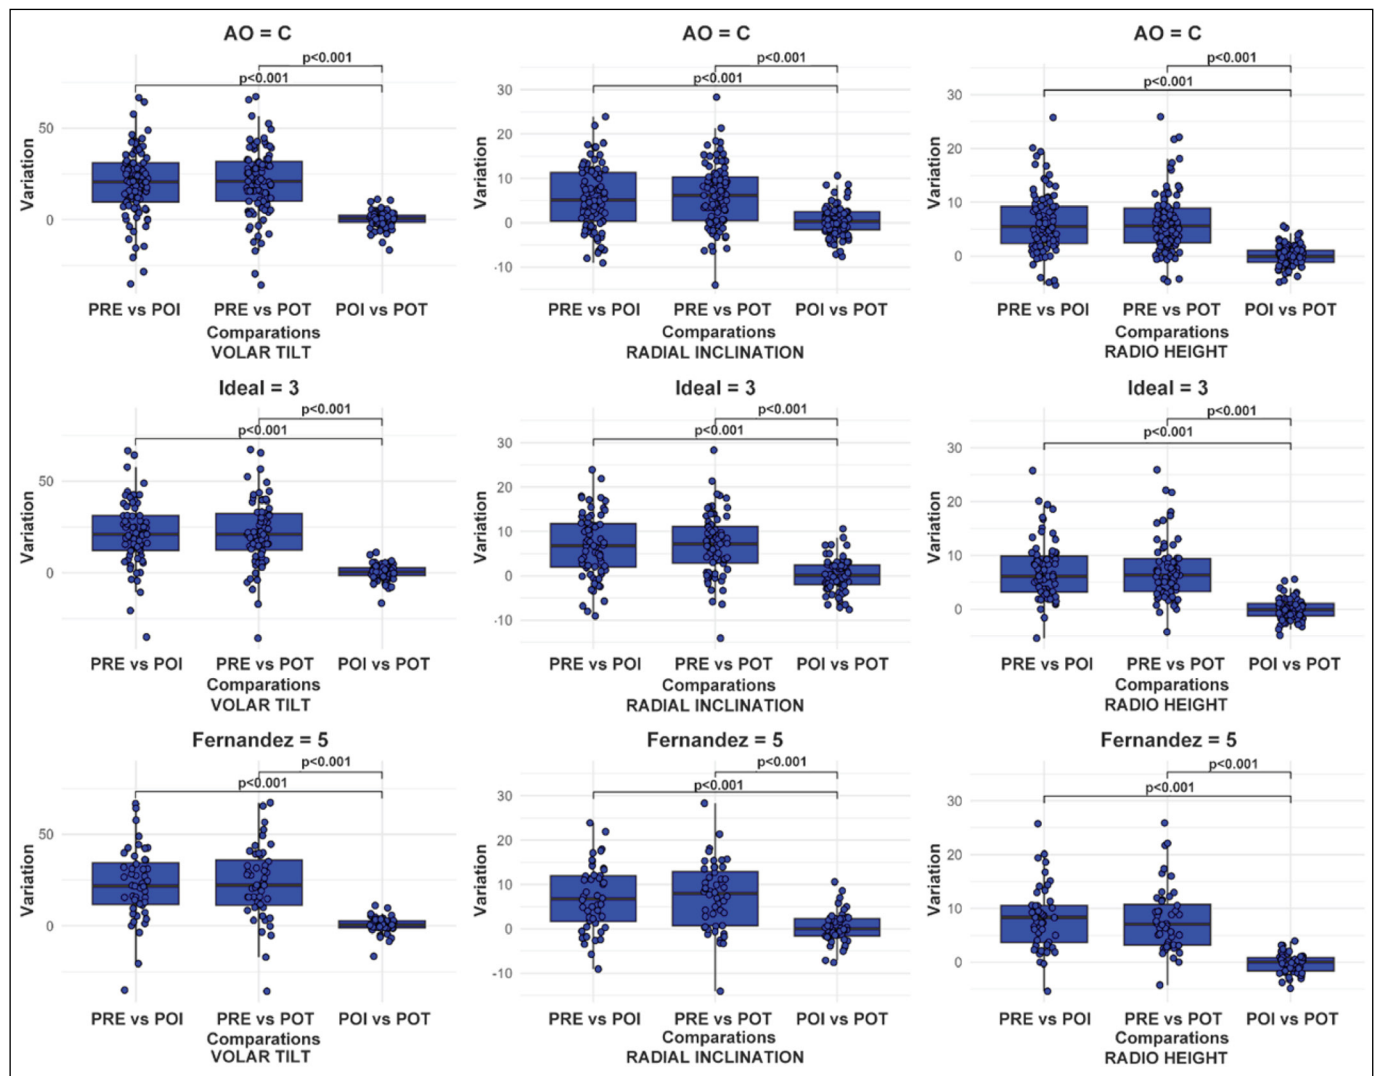 AO = C
p<0.001
p<0.001
50
0
Variation
PRE vs POI PRE vs POT POI vs POT
Comparations
VOLAR TILT
AO = C
p<0.001
p<0.001
30
20
10
0
-10
Variation
PRE vs POI PRE vs POT POI vs POT
Comparations
RADIAL INCLINATION
AO = C
p<0.001
p<0.001
30
20
10
0
Variation
PRE vs POI PRE vs POT POI vs POT
Comparations
RADIO HEIGHT
Ideal = 3
p<0.001
p<0.001
50
0
Variation
PRE vs POI PRE vs POT POI vs POT
Comparations
VOLAR TILT
Ideal = 3
p<0.001
p<0.001
30
20
10
0
-10
Variation
PRE vs POI PRE vs POT POI vs POT
Comparations
RADIAL INCLINATION
Ideal = 3
p<0.001
p<0.001
30
20
10
0
Variation
PRE vs POI PRE vs POT POI vs POT
Comparations
RADIO HEIGHT
Fernandez = 5
p<0.001
p<0.001
50
0
Variation
PRE vs POI PRE vs POT POI vs POT
Comparations
VOLAR TILT
Fernandez = 5
p<0.001
p<0.001
30
20
10
0
-10
Variation
PRE vs POI PRE vs POT POI vs POT
Comparations
RADIAL INCLINATION
Fernandez = 5
p<0.001
p<0.001
30
20
10
0
Variation
PRE vs POI PRE vs POT POI vs POT
Comparations
RADIO HEIGHT